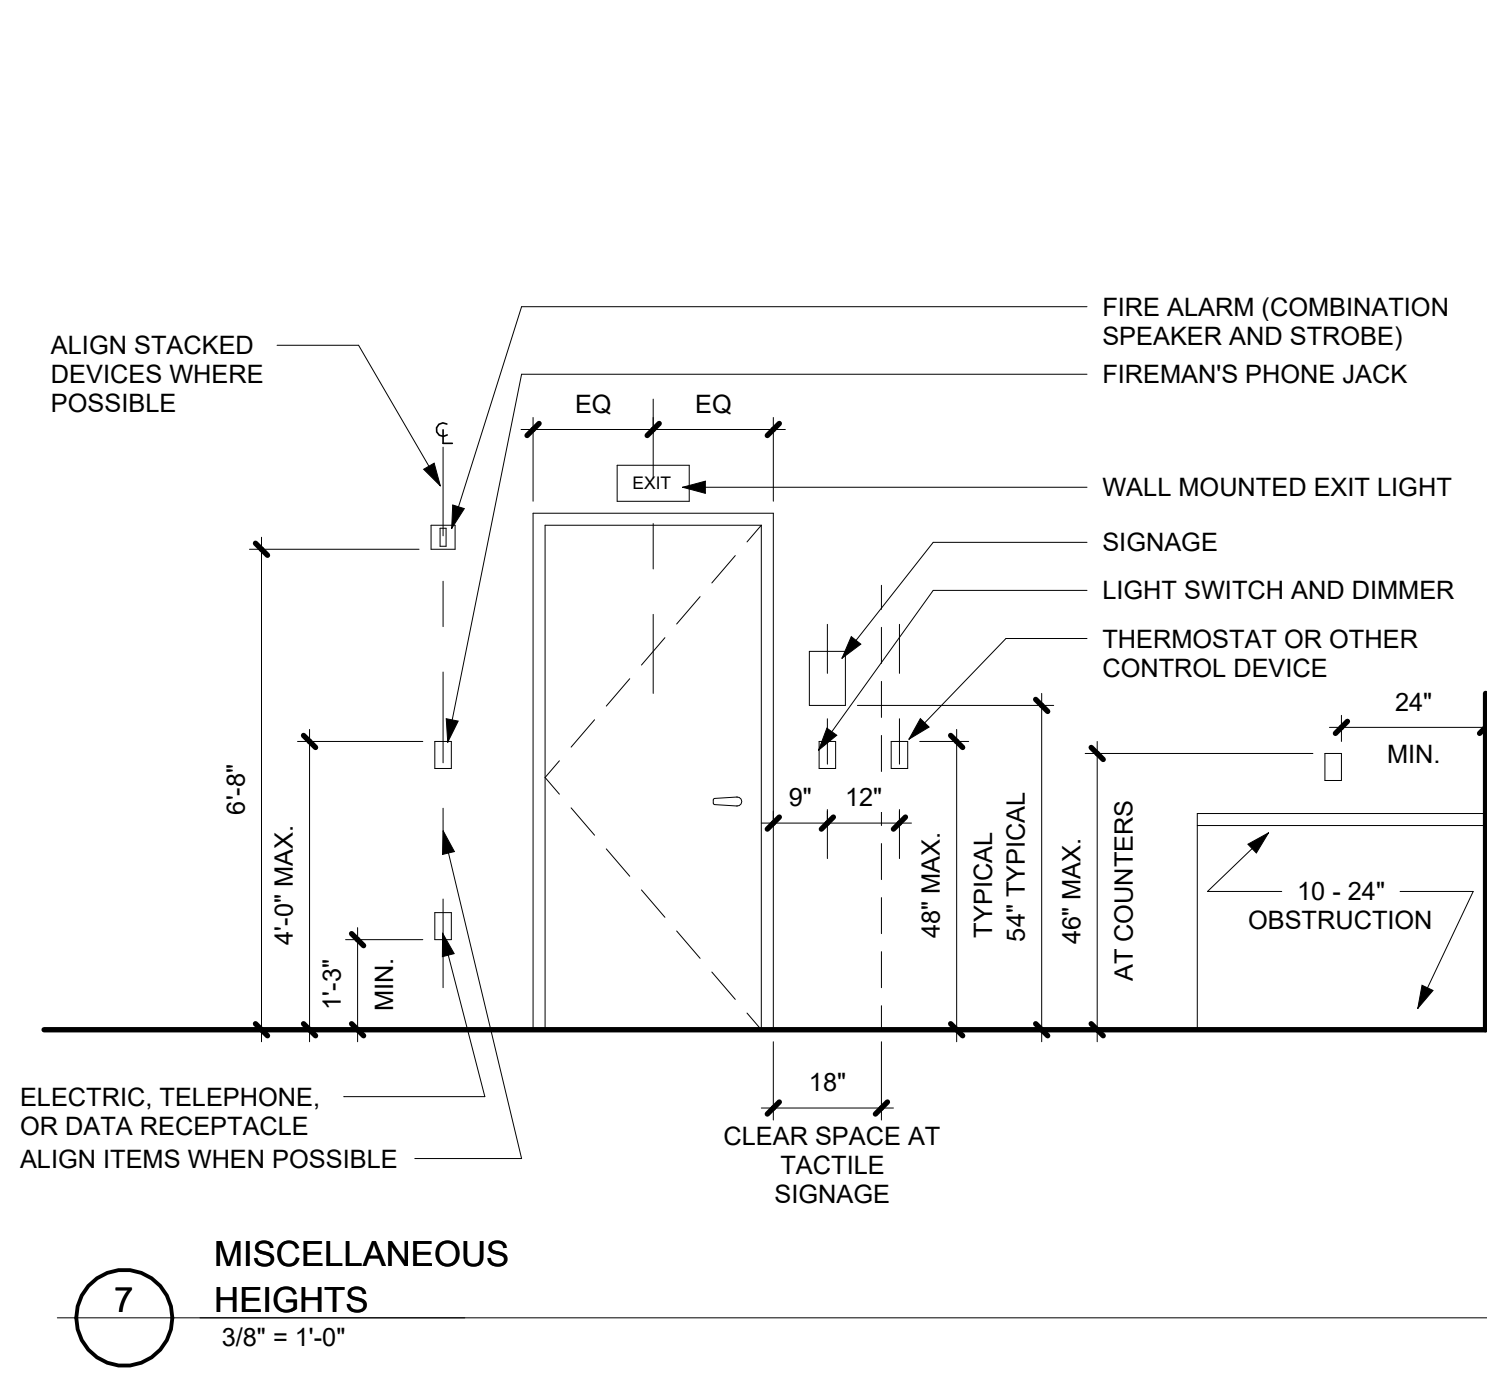 FIRE ALARM (COMBINATION
SPEAKER AND STROBE)
ALIGN STACKED
DEVICES WHERE
POSSIBLE
FIREMAN'S PHONE JACK
EQ
EQ
℄
EXIT
WALL MOUNTED EXIT LIGHT
SIGNAGE
LIGHT SWITCH AND DIMMER
THERMOSTAT OR OTHER
CONTROL DEVICE
24"
MIN.
6'-8"
4'-0" MAX.
1'-3"
MIN.
9"
12"
48" MAX.
TYPICAL
54" TYPICAL
46" MAX.
AT COUNTERS
10 - 24"
OBSTRUCTION
18"
CLEAR SPACE AT
TACTILE
SIGNAGE
ELECTRIC, TELEPHONE,
OR DATA RECEPTACLE
ALIGN ITEMS WHEN POSSIBLE
7
MISCELLANEOUS
HEIGHTS
3/8" = 1'-0"